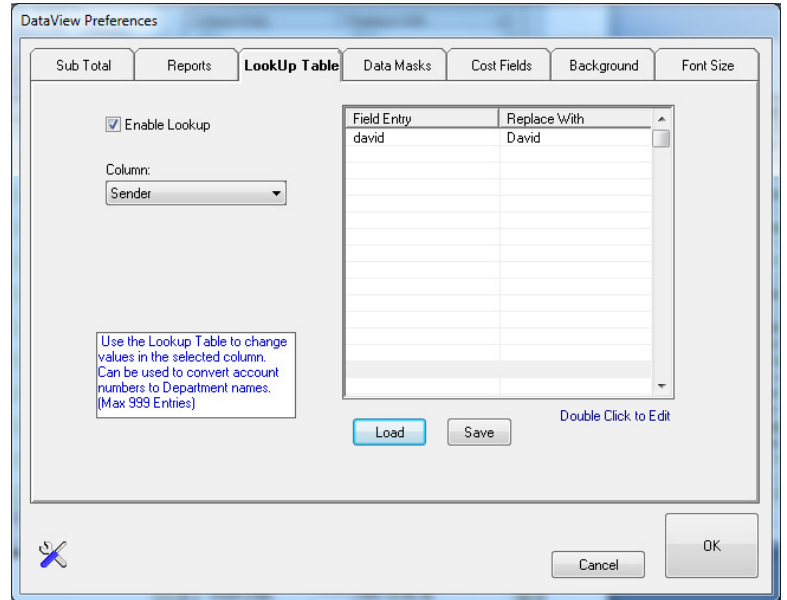 DataView Preferences
Sub Total
Reports
LookUp Table
Data Masks
Cost Fields
Background
Font Size
Enable Lookup
Column:
Sender
Field Entry
Replace With
david
David
Use the Lookup Table to change
values in the selected column.
Can be used to convert account
numbers to Department names.
(Max 999 Entries)
Load
Save
Double Click to Edit
Cancel
OK